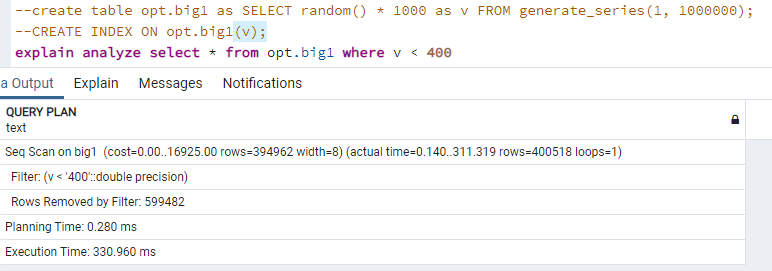 --create table opt.big1 as SELECT random() * 1000 as v FROM generate_series(1, 1000000);
--CREATE INDEX ON opt.big1(v);
explain analyze select * from opt.big1 where v < 400
a Output Explain Messages Notifications
QUERY PLAN
text
Seq Scan on big1 (cost=0.00..16925.00 rows=394962 width=8) (actual time=0.140..311.319 rows=400518 loops=1)
Filter: (v < '400'::double precision)
Rows Removed by Filter: 599482
Planning Time: 0.280 ms
Execution Time: 330.960 ms